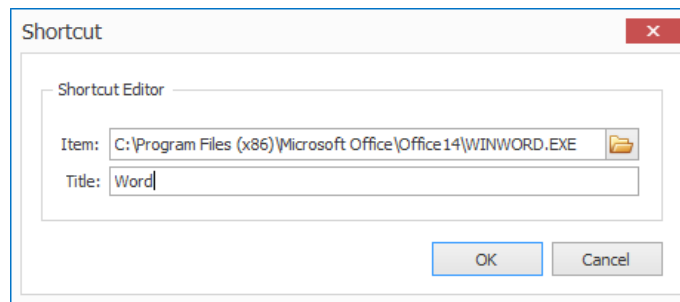 Shortcut
Shortcut Editor
Item: C:\Program Files (x86)\Microsoft Office\Office14\WINWORD.EXE
Title: Word
OK Cancel